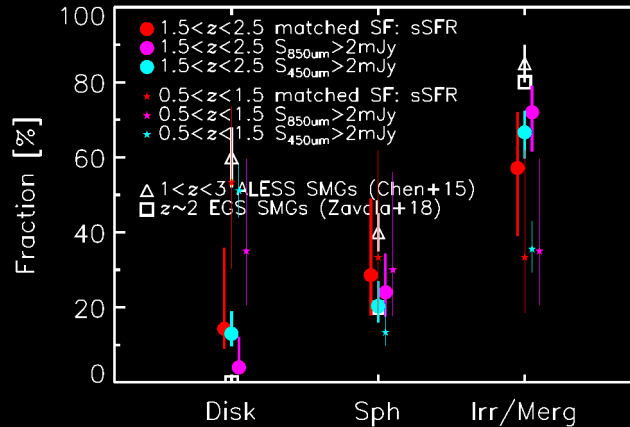 1.5<z<2.5 matched SF: sSFR
1.5<z<2.5 S850um>2mJy
1.5<z<2.5 S450um>2mJy
0.5<z<1.5 matched SF: sSFR
0.5<z<1.5 S850um>2mJy
0.5<z<1.5 S450um>2mJy
1<z<3 ALESS SMGs (Chen+15)
z~2 EGS SMGs (Zavala+18)
Fraction [%]
100
80
60
40
20
0
Disk Sph Irr/Merg